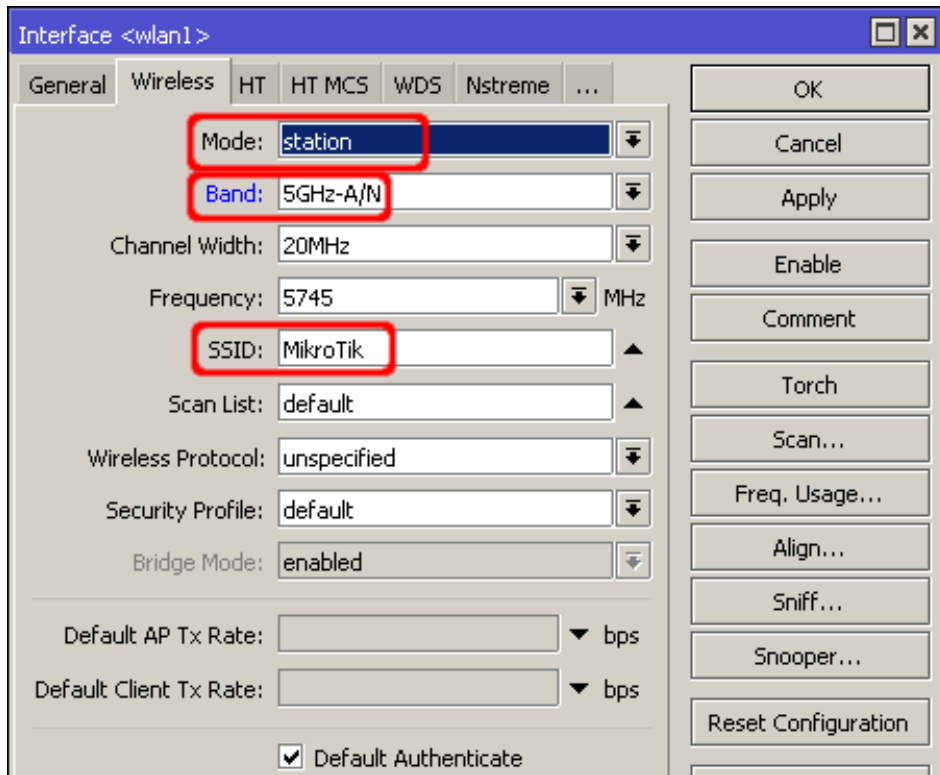 Interface <wlan1>
General Wireless HT HT MCS WDS Nstreme ...
Mode: station
Band: 5GHz-A/N
Channel Width: 20MHz
Frequency: 5745 MHz
SSID: MikroTik
Scan List: default
Wireless Protocol: unspecified
Security Profile: default
Bridge Mode: enabled
Default AP Tx Rate: bps
Default Client Tx Rate: bps
Default Authenticate
OK
Cancel
Apply
Enable
Comment
Torch
Scan...
Freq. Usage...
Align...
Sniff...
Snooper...
Reset Configuration